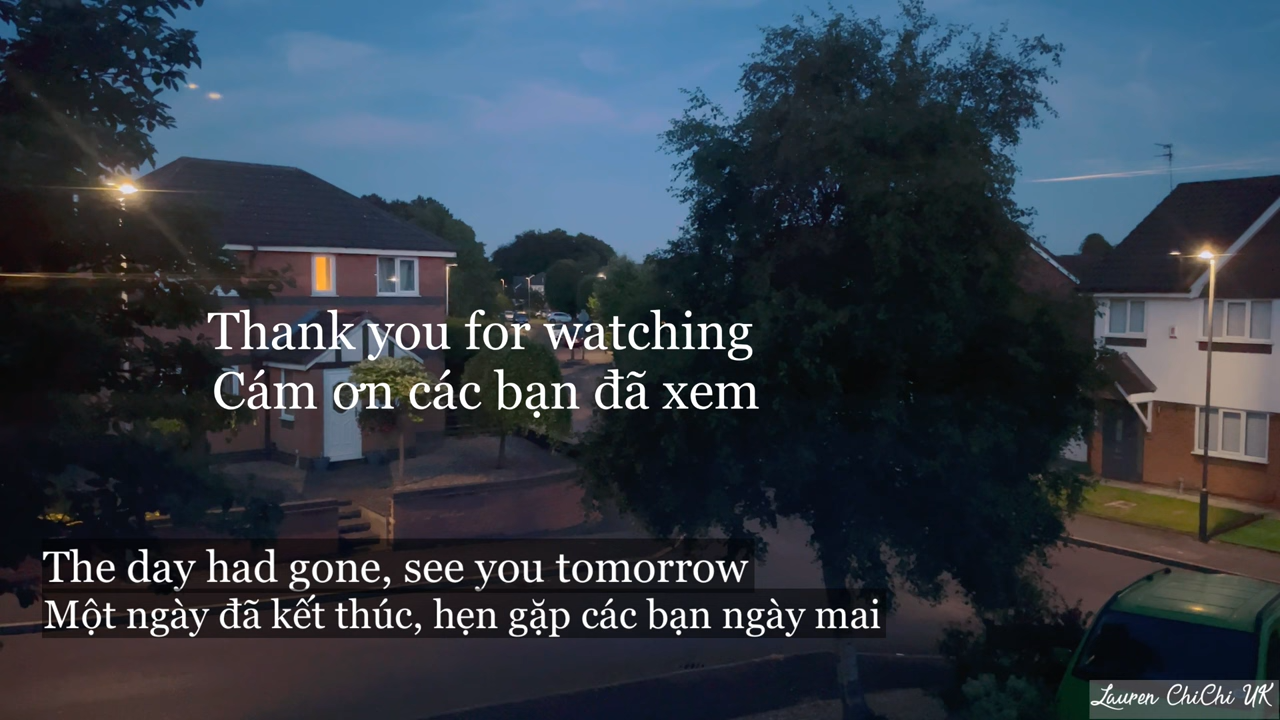 Thank you for watching
Cám ơn các bạn đã xem
The day had gone, see you tomorrow
Một ngày đã kết thúc, hẹn gặp các bạn ngày mai
Lauren ChiChi UK